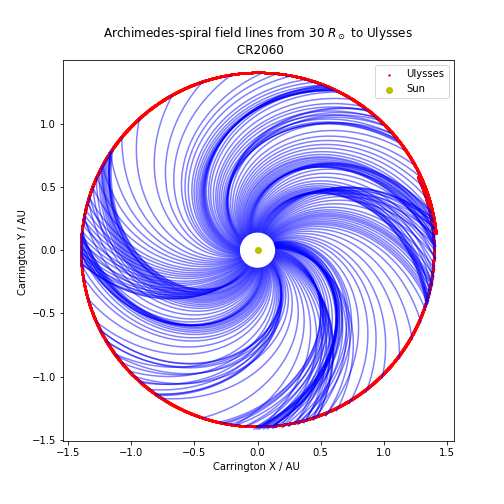 Archimedes-spiral field lines from 30 R⊙ to Ulysses
CR2060
Ulysses
Sun
Carrington Y / AU
1.0
0.5
0.0
−0.5
−1.0
−1.5
−1.5 −1.0 −0.5 0.0 0.5 1.0 1.5
Carrington X / AU